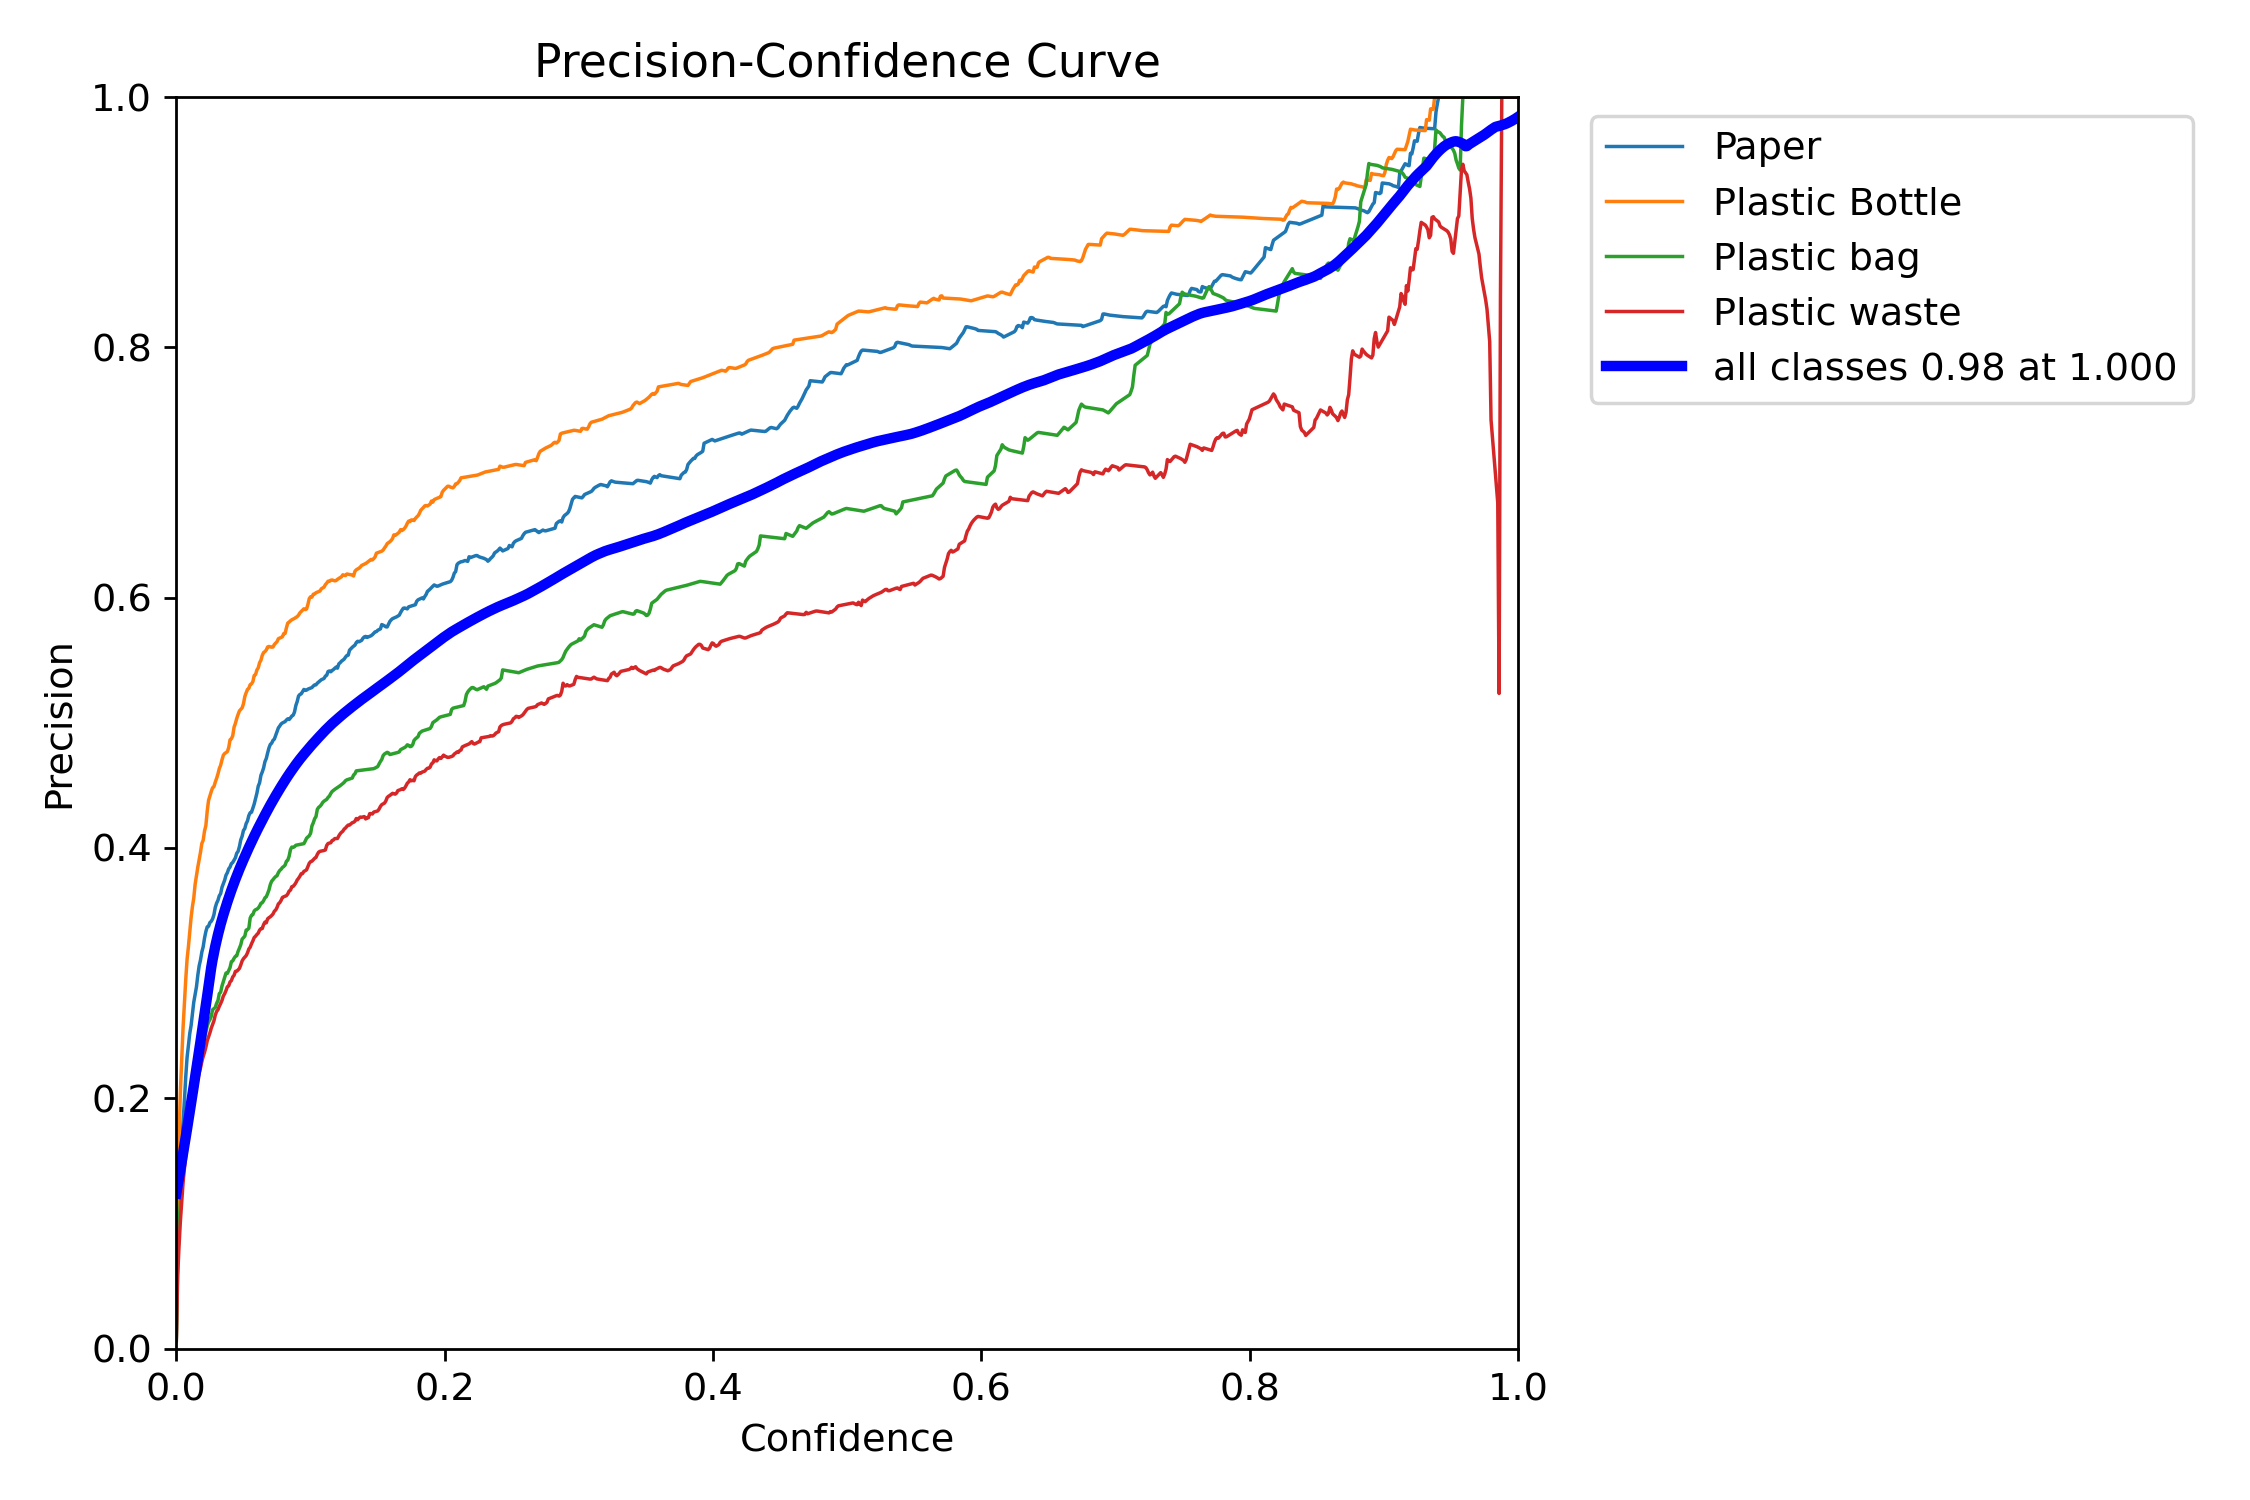 Precision-Confidence Curve
1.0
0.8
0.6
0.4
0.2
0.0
Precision
0.0 0.2 0.4 0.6 0.8 1.0
Confidence
Paper
Plastic Bottle
Plastic bag
Plastic waste
all classes 0.98 at 1.000